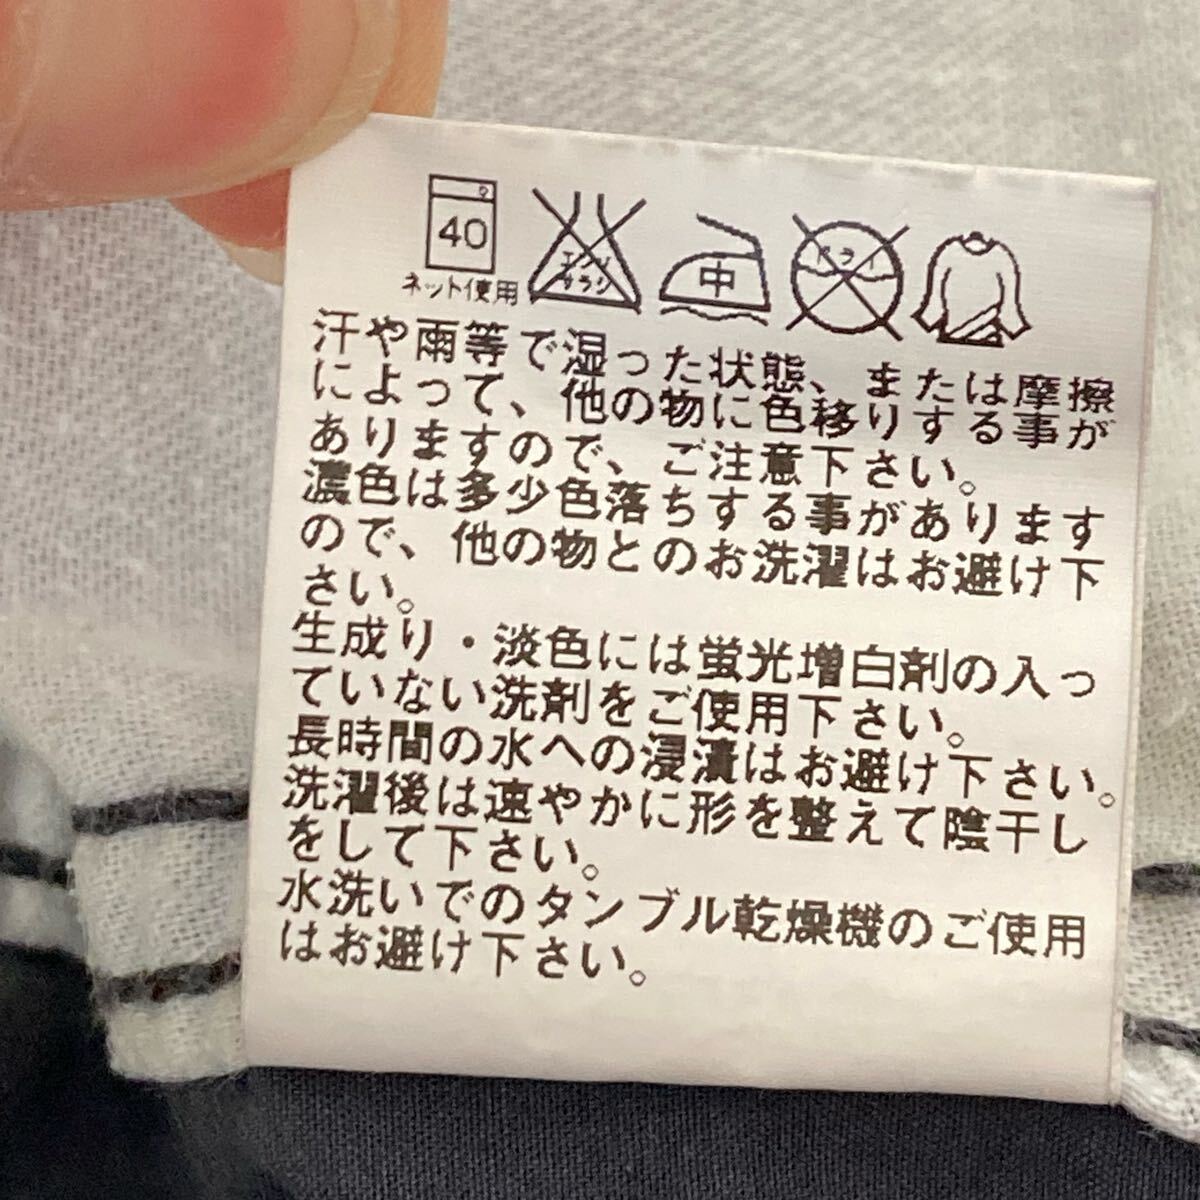 40
エンソ
サラシ
中
ドライ
ネット使用
汗や雨等で湿った状態、または摩擦
によって、他の物に色移りする事が
ありますので、ご注意下さい。
濃色は多少色落ちする事があります
ので、他の物とのお洗濯はお避け下
さい。
生成り・淡色には蛍光増白剤の入っ
ていない洗剤をご使用下さい。
長時間の水への浸漬はお避け下さい。
洗濯後は速やかに形を整えて陰干し
をして下さい。
水洗いでのタンブル乾燥機のご使用
はお避け下さい。